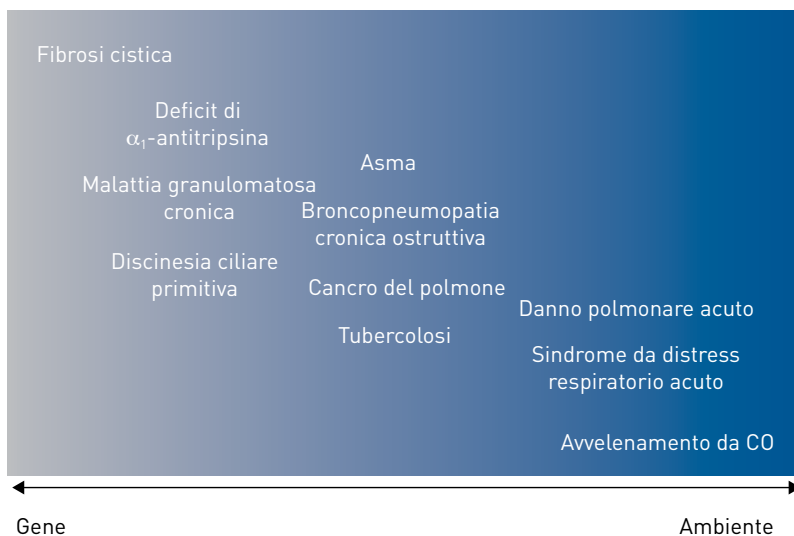 Fibrosi cistica
Deficit di
α₁-antitripsina
Asma
Malattia granulomatosa
cronica
Broncopneumopatia
cronica ostruttiva
Discinesia ciliare
primitiva
Cancro del polmone
Danno polmonare acuto
Tubercolosi
Sindrome da distress
respiratorio acuto
Avvelenamento da CO
Gene
Ambiente